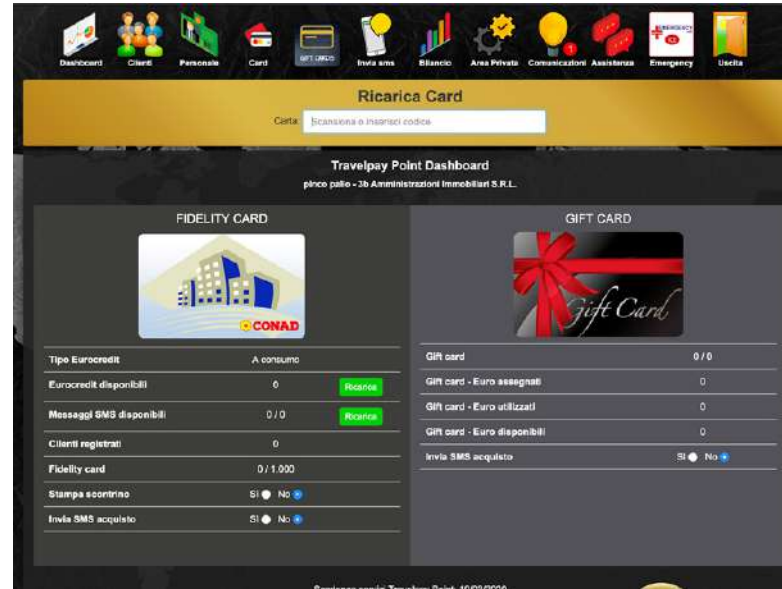 Dashboard Clienti Personale Card GIFT CARDS Invia sms Bilancio Area Privata Comunicazioni Assistenza Emergency Uscita
EMERGENCY
1
Ricarica Card
Carta: Scansiona o inserisci codice
Travelpay Point Dashboard
pinco pallo - 3b Amministrazioni Immobiliari S.R.L.
FIDELITY CARD
CONAD
Tipo Eurocredit A consumo
Eurocredit disponibili 0 Ricarica
Messaggi SMS disponibili 0 / 0 Ricarica
Clienti registrati 0
Fidelity card 0 / 1.000
Stampa scontrino SI No
Invia SMS acquisto SI No
GIFT CARD
Gift Card
Gift card 0 / 0
Gift card - Euro assegnati 0
Gift card - Euro utilizzati 0
Gift card - Euro disponibili 0
Invia SMS acquisto SI No